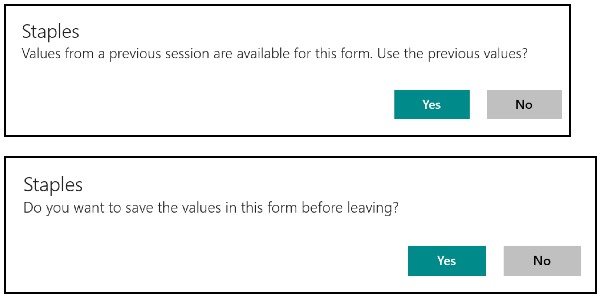 Staples
Values from a previous session are available for this form. Use the previous values?
Yes No
Staples
Do you want to save the values in this form before leaving?
Yes No